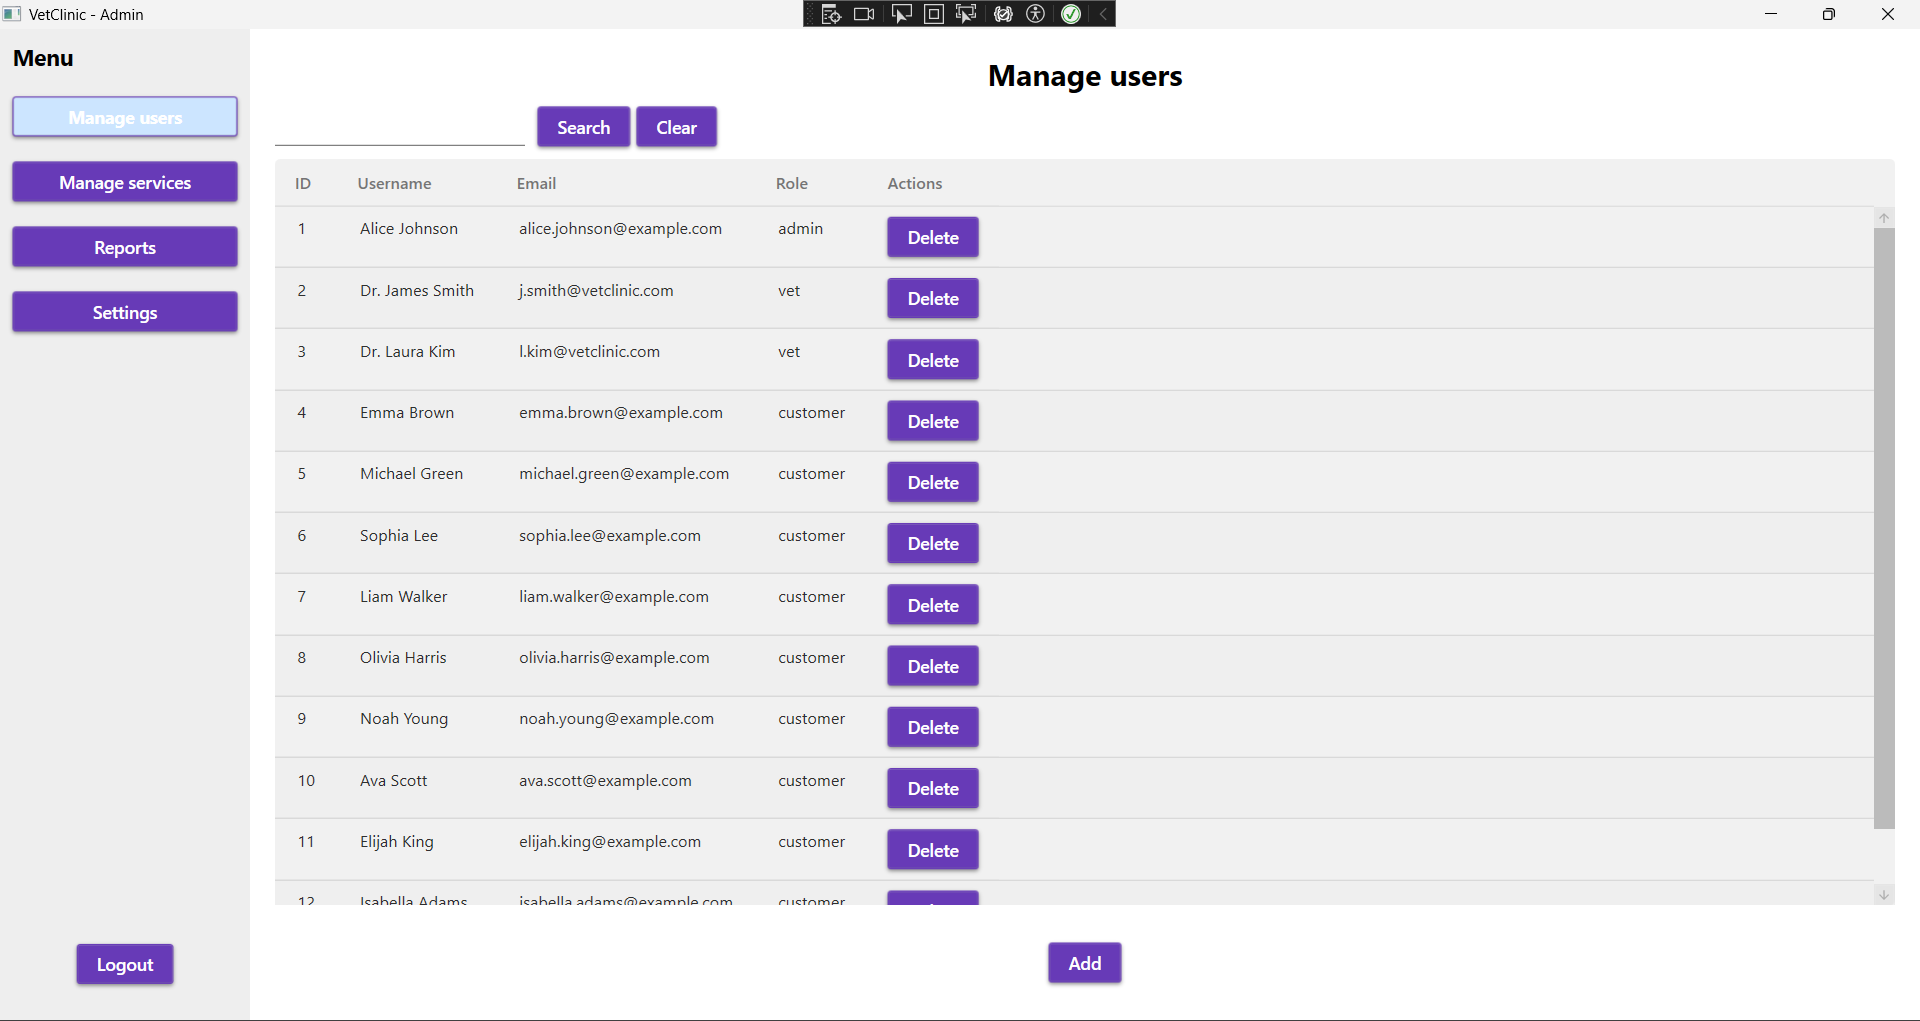 VetClinic - Admin
Menu
Manage users
Manage services
Reports
Settings
Logout
Manage users
Search Clear
ID Username Email Role Actions
1 Alice Johnson alice.johnson@example.com admin Delete
2 Dr. James Smith j.smith@vetclinic.com vet Delete
3 Dr. Laura Kim l.kim@vetclinic.com vet Delete
4 Emma Brown emma.brown@example.com customer Delete
5 Michael Green michael.green@example.com customer Delete
6 Sophia Lee sophia.lee@example.com customer Delete
7 Liam Walker liam.walker@example.com customer Delete
8 Olivia Harris olivia.harris@example.com customer Delete
9 Noah Young noah.young@example.com customer Delete
10 Ava Scott ava.scott@example.com customer Delete
11 Elijah King elijah.king@example.com customer Delete
12 Isabella Adams isabella.adams@example.com customer
Add